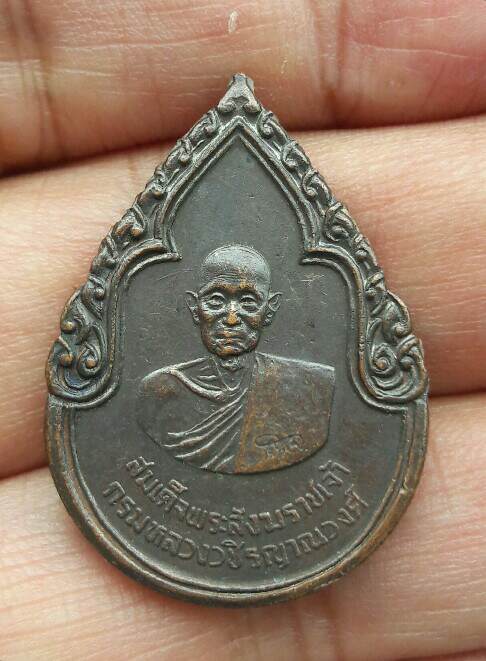 สมเด็จพระสังฆราชเจ้า
กรมหลวงวชิรญาณวงศ์